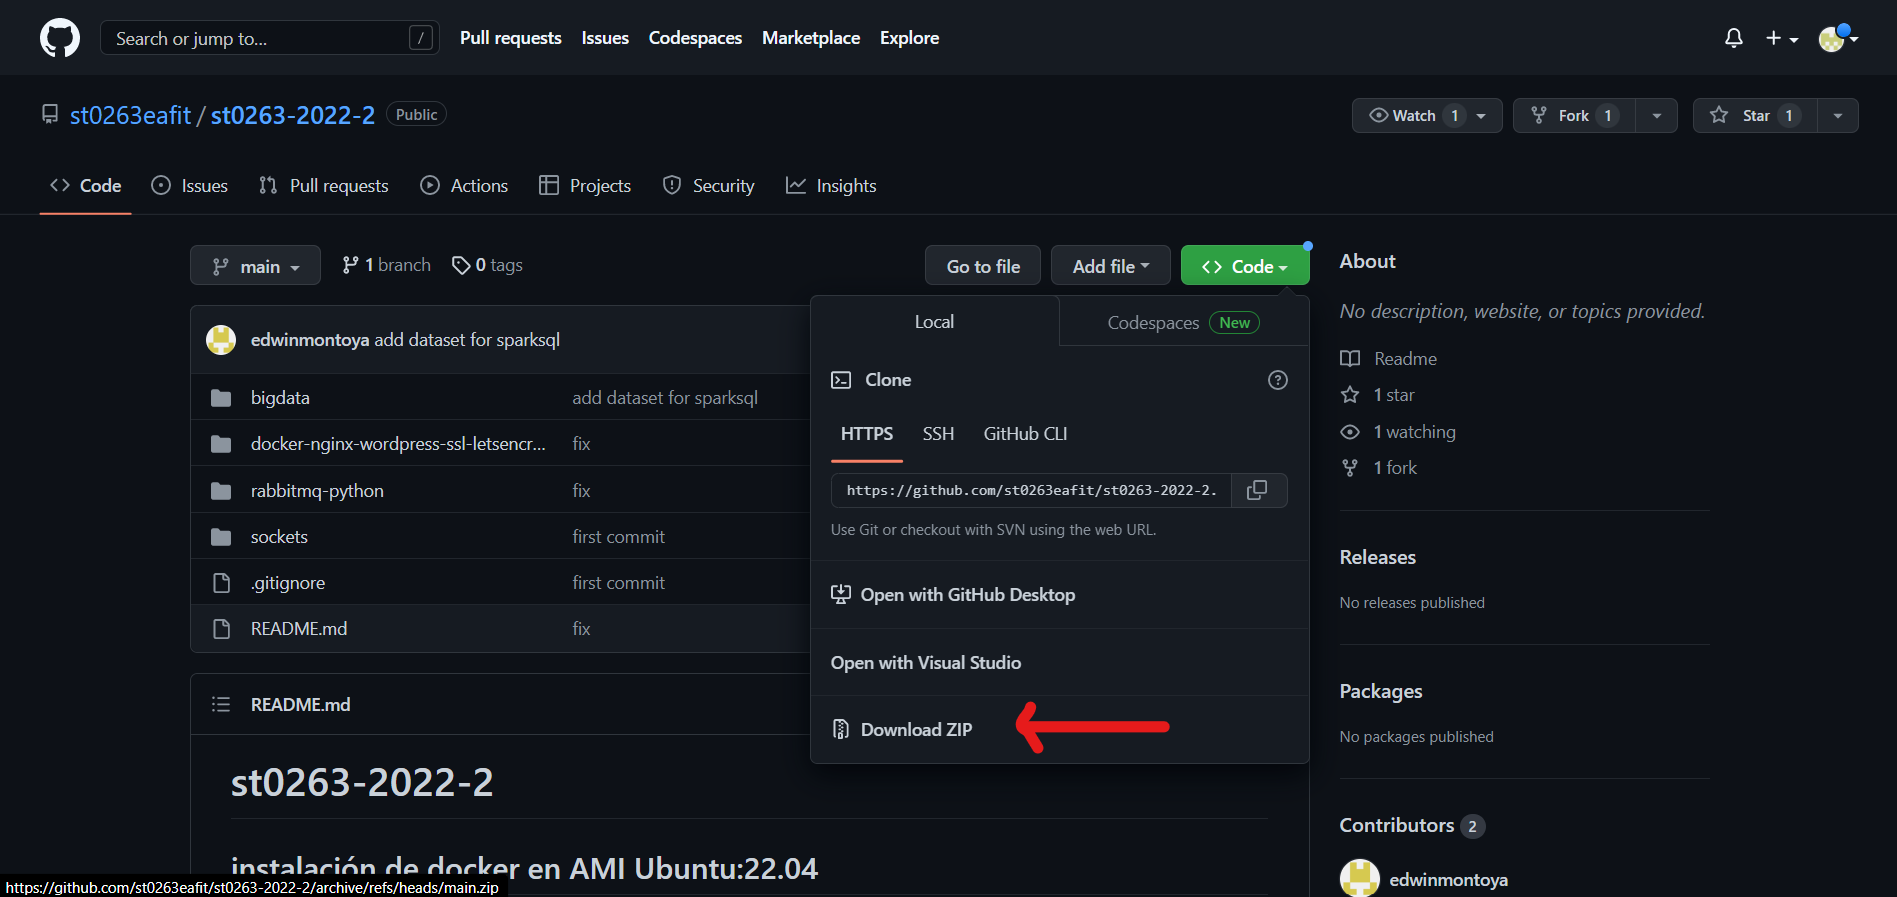 Search or jump to... /
Pull requests Issues Codespaces Marketplace Explore
st0263eafit / st0263-2022-2 Public
Watch 1 Fork 1 Star 1
Code Issues Pull requests Actions Projects Security Insights
main 1 branch 0 tags
Go to file Add file Code
edwinmontoya add dataset for sparksql
bigdata add dataset for sparksql
docker-nginx-wordpress-ssl-letsencr... fix
rabbitmq-python fix
sockets first commit
.gitignore first commit
README.md fix
Local Codespaces New
Clone
HTTPS SSH GitHub CLI
https://github.com/st0263eafit/st0263-2022-2.
Use Git or checkout with SVN using the web URL.
Open with GitHub Desktop
Open with Visual Studio
Download ZIP
README.md
st0263-2022-2
instalación de docker en AMI Ubuntu:22.04
https://github.com/st0263eafit/st0263-2022-2/archive/refs/heads/main.zip
About
No description, website, or topics provided.
Readme
1 star
1 watching
1 fork
Releases
No releases published
Packages
No packages published
Contributors 2
edwinmontoya